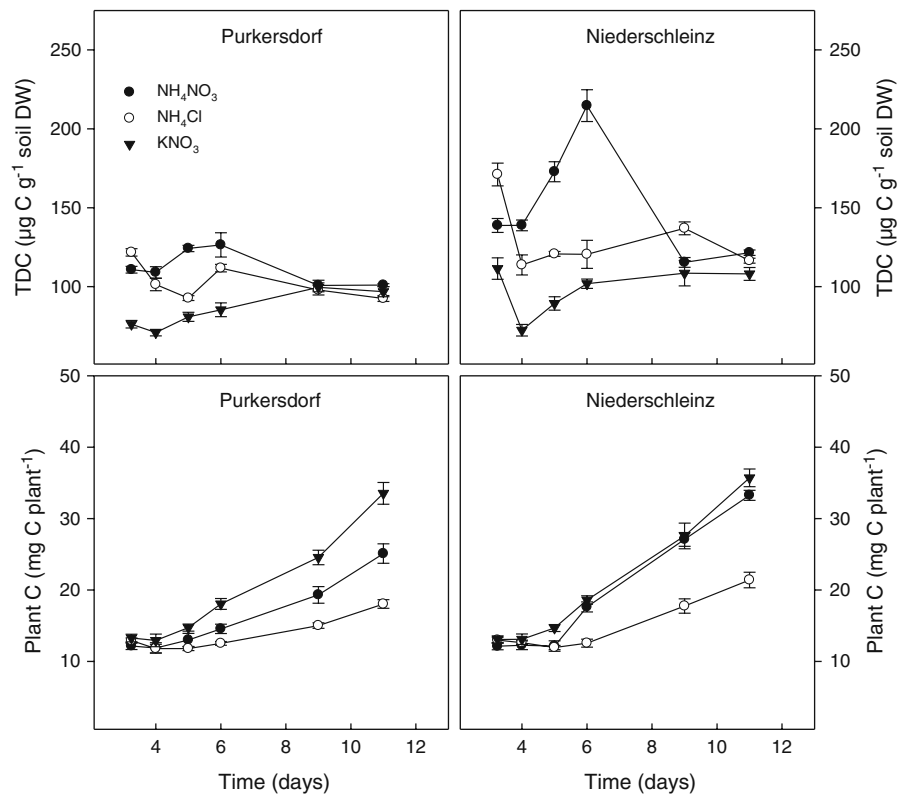 Purkersdorf
Niederschleinz
250
200
150
100
TDC (µg C g⁻¹ soil DW)
NH₄NO₃
NH₄Cl
KNO₃
250
200
150
100
TDC (µg C g⁻¹ soil DW)
Purkersdorf
Niederschleinz
50
40
30
20
10
Plant C (mg C plant⁻¹)
50
40
30
20
10
Plant C (mg C plant⁻¹)
4 6 8 10 12
4 6 8 10 12
Time (days)
Time (days)